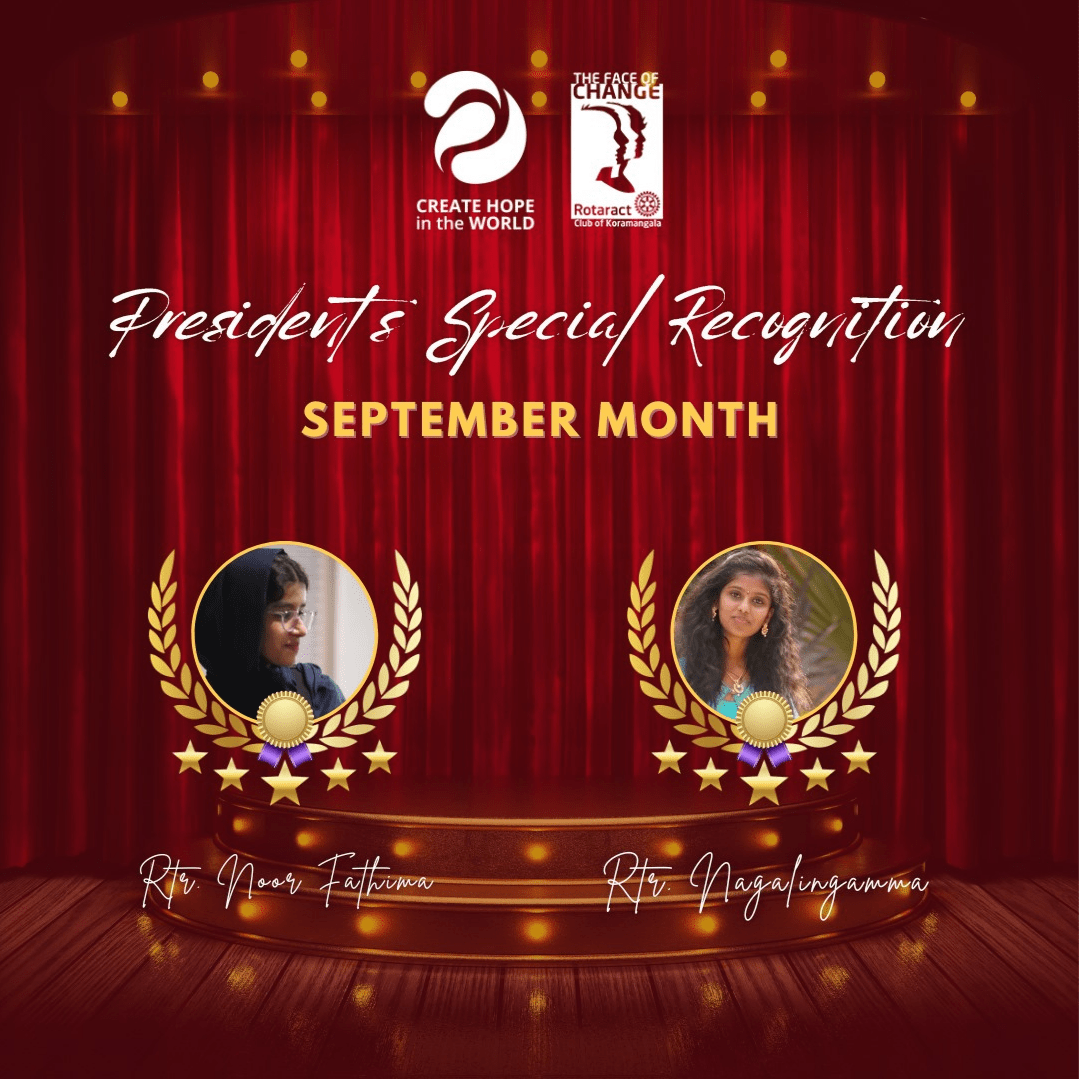 THE FACE OF
CHANGE
CREATE HOPE
in the WORLD
Rotaract
Club of Koramangala
President's Special Recognition
SEPTEMBER MONTH
Rtr. Noor Fathima
Rtr. Nagalingamma